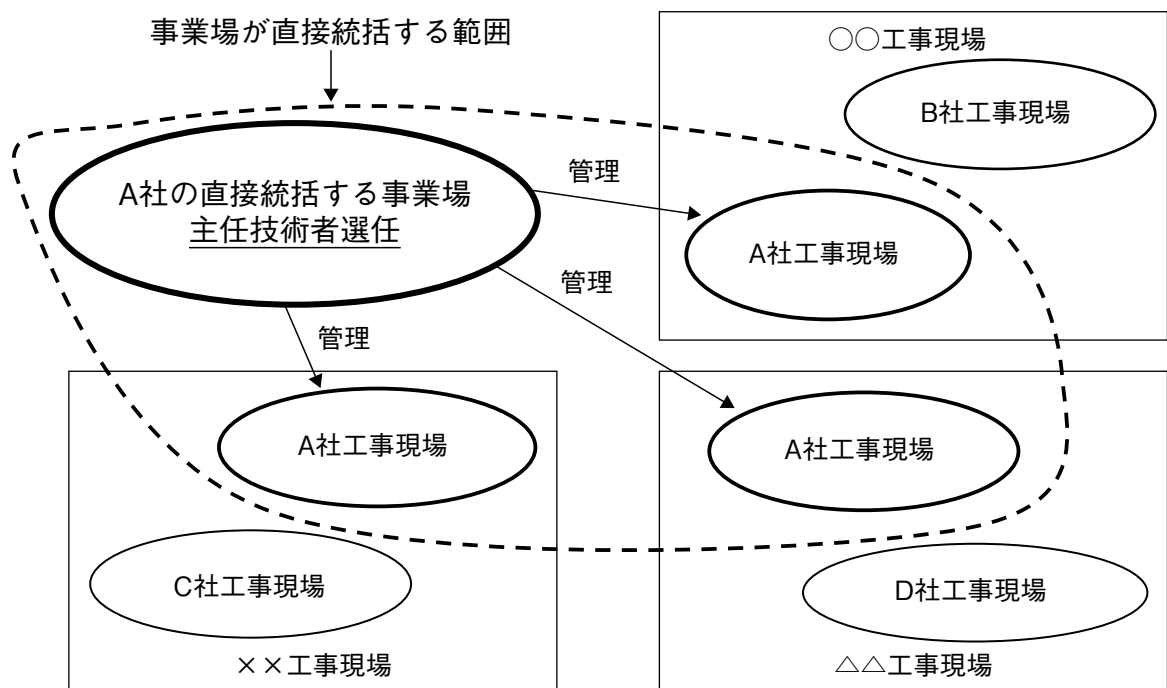 事業場が直接統括する範囲
○○工事現場
B社工事現場
A社の直接統括する事業場
主任技術者選任
管理
A社工事現場
管理
管理
A社工事現場
C社工事現場
××工事現場
A社工事現場
D社工事現場
△△工事現場